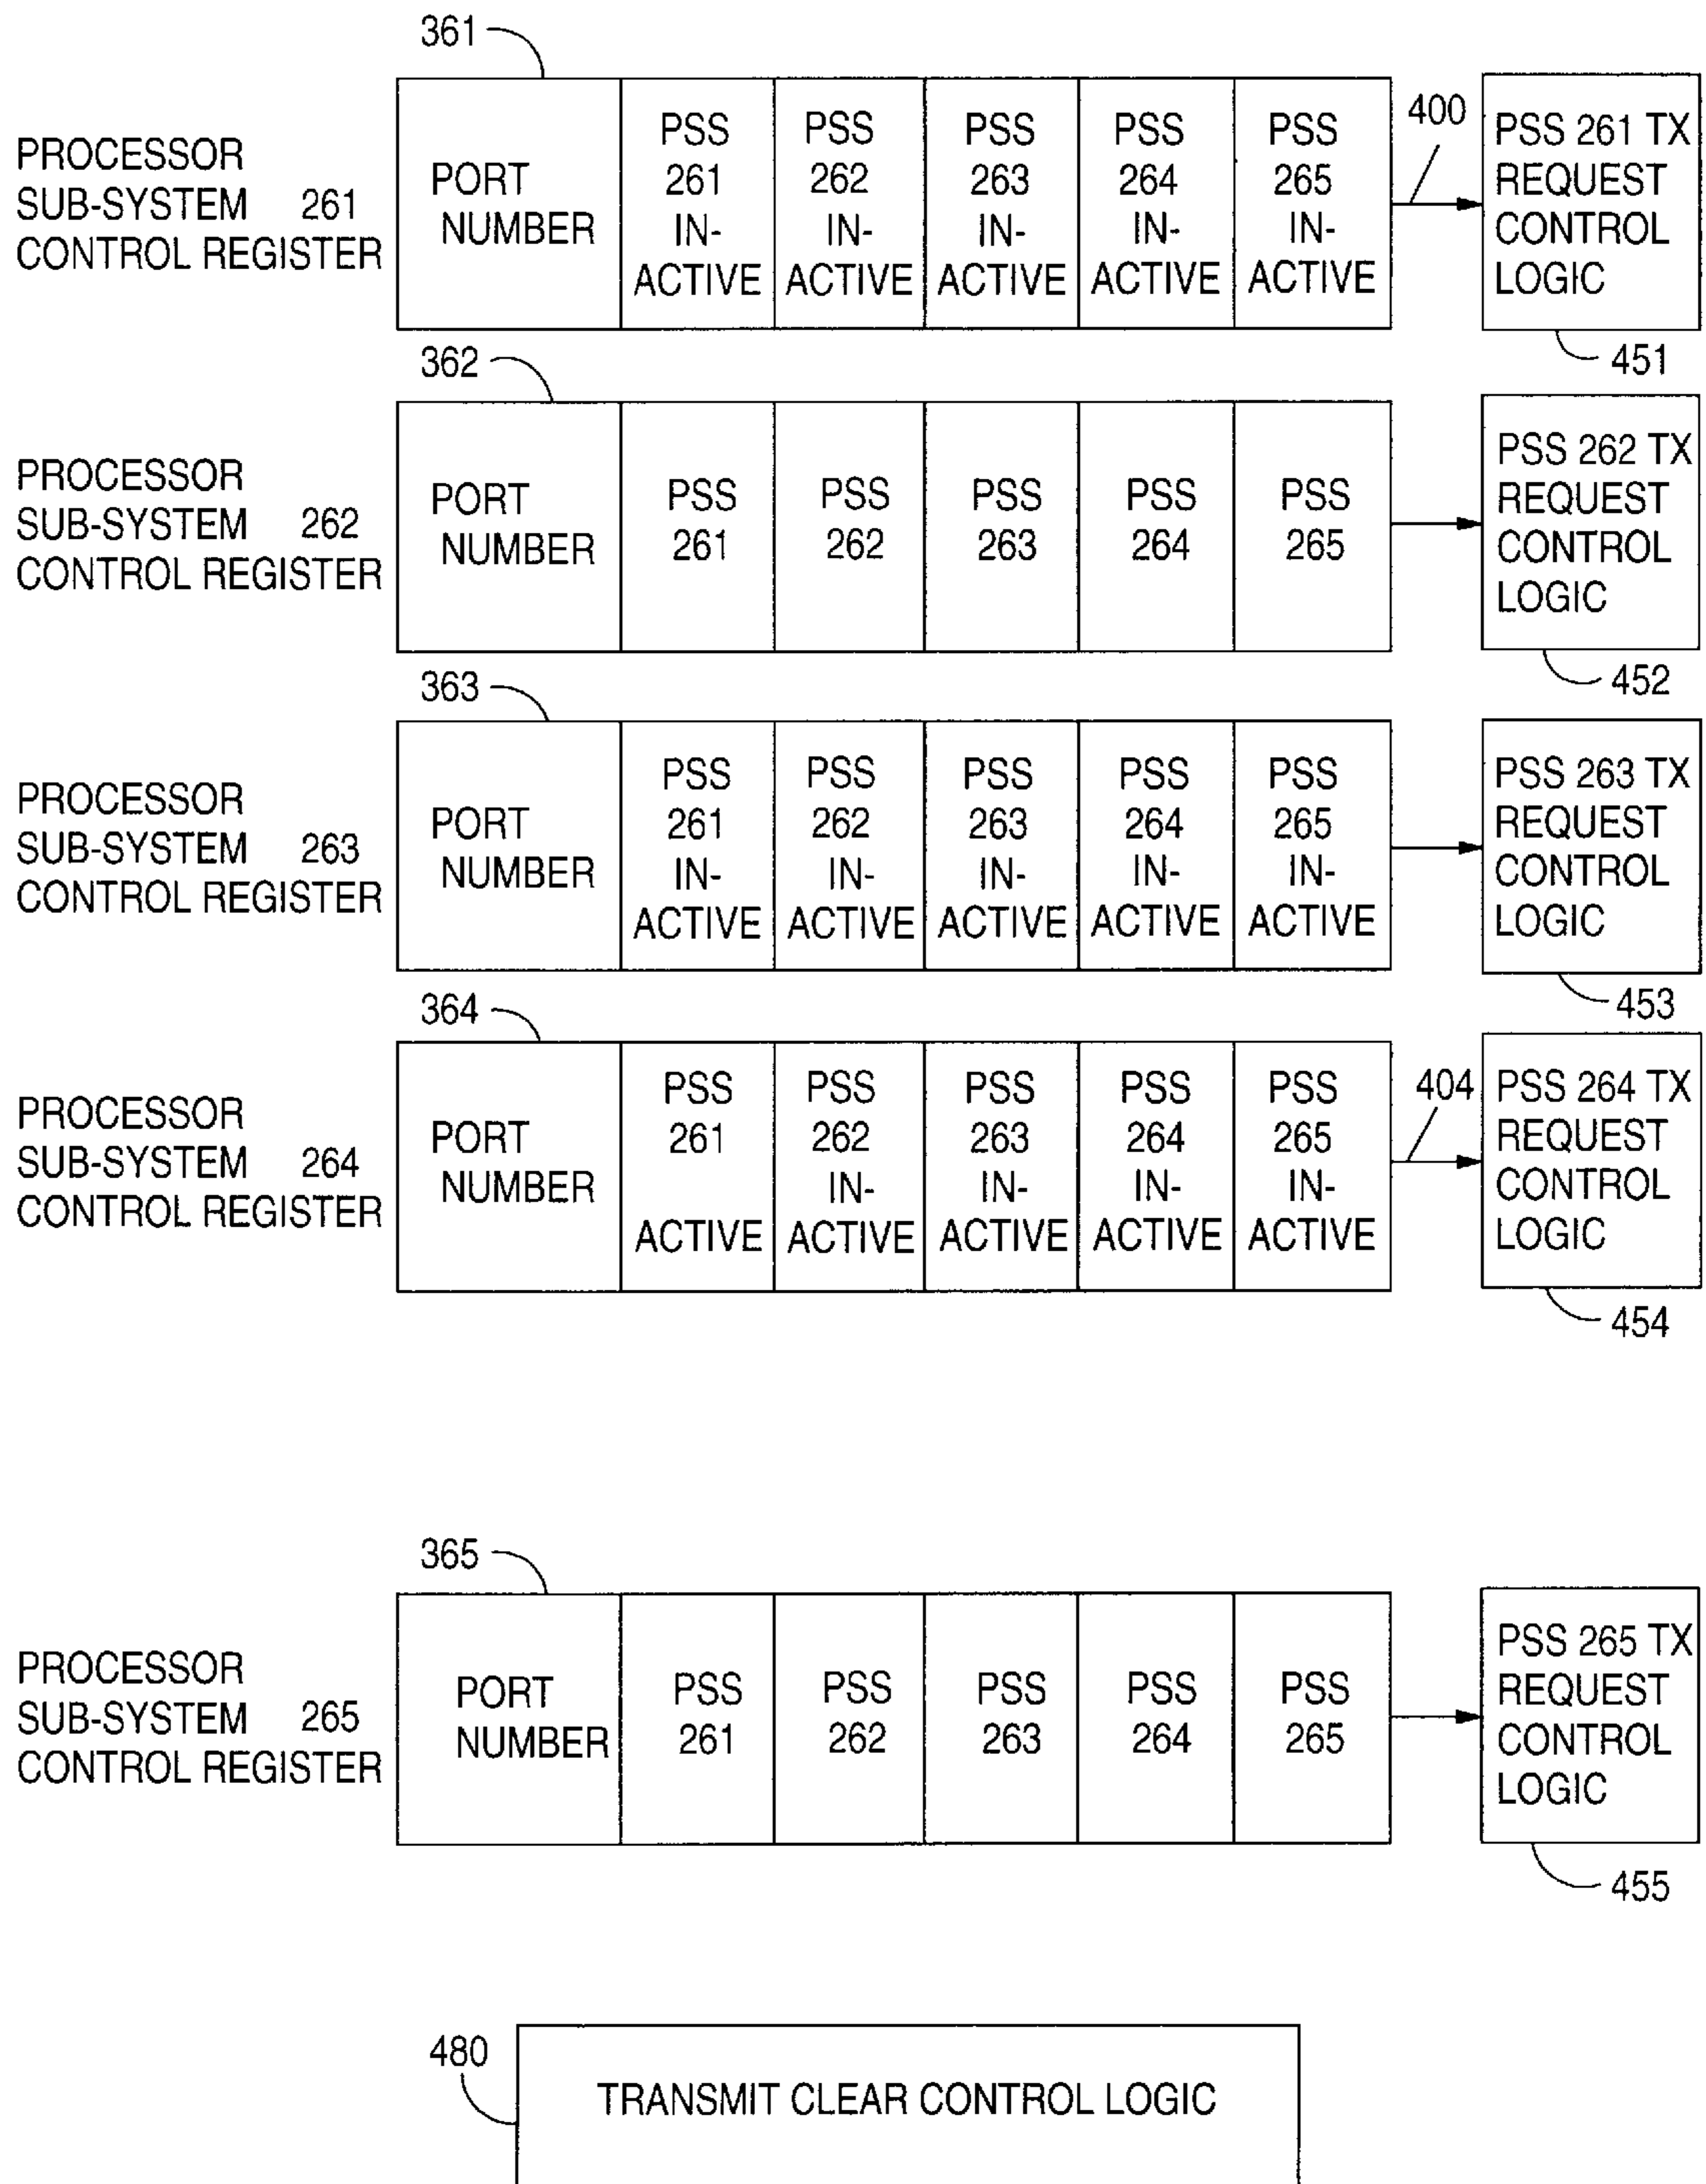 361
PROCESSOR
SUB-SYSTEM 261
CONTROL REGISTER
PORT
NUMBER
PSS
261
IN-
ACTIVE
PSS
262
IN-
ACTIVE
PSS
263
IN-
ACTIVE
PSS
264
IN-
ACTIVE
PSS
265
IN-
ACTIVE
400
PSS 261 TX
REQUEST
CONTROL
LOGIC
451
362
PROCESSOR
SUB-SYSTEM 262
CONTROL REGISTER
PORT
NUMBER
PSS
261
PSS
262
PSS
263
PSS
264
PSS
265
PSS 262 TX
REQUEST
CONTROL
LOGIC
452
363
PROCESSOR
SUB-SYSTEM 263
CONTROL REGISTER
PORT
NUMBER
PSS
261
IN-
ACTIVE
PSS
262
IN-
ACTIVE
PSS
263
IN-
ACTIVE
PSS
264
IN-
ACTIVE
PSS
265
IN-
ACTIVE
PSS 263 TX
REQUEST
CONTROL
LOGIC
453
364
PROCESSOR
SUB-SYSTEM 264
CONTROL REGISTER
PORT
NUMBER
PSS
261
ACTIVE
PSS
262
IN-
ACTIVE
PSS
263
IN-
ACTIVE
PSS
264
IN-
ACTIVE
PSS
265
IN-
ACTIVE
404
PSS 264 TX
REQUEST
CONTROL
LOGIC
454
365
PROCESSOR
SUB-SYSTEM 265
CONTROL REGISTER
PORT
NUMBER
PSS
261
PSS
262
PSS
263
PSS
264
PSS
265
PSS 265 TX
REQUEST
CONTROL
LOGIC
455
480
TRANSMIT CLEAR CONTROL LOGIC